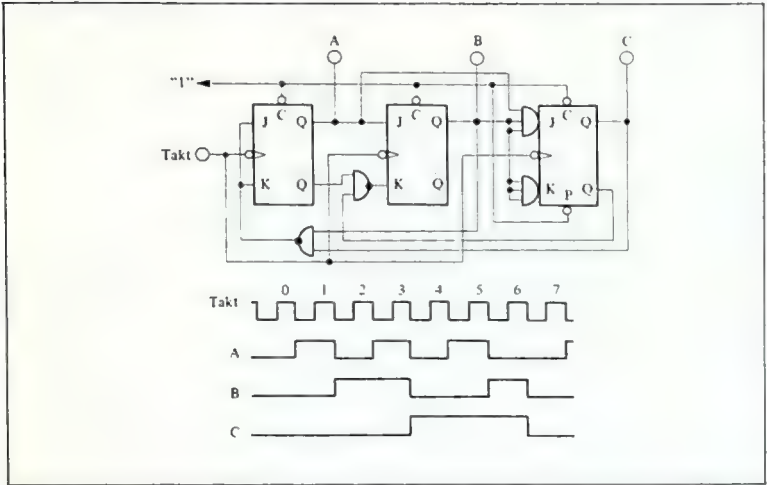 A B C
"1"
C C C
J Q J Q J Q
Takt
K Q K Q K Q
P
0 1 2 3 4 5 6 7
Takt
A
B
C